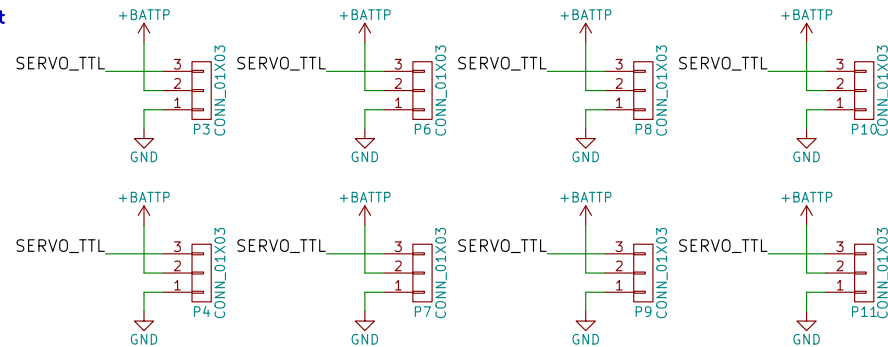 t
+BATTP +BATTP +BATTP +BATTP
SERVO_TTL 3 SERVO_TTL 3 SERVO_TTL 3 SERVO_TTL 3
2 2 2 2
1 1 1 1
CONN_01X03 CONN_01X03 CONN_01X03 CONN_01X03
P3 P6 P8 P10
GND GND GND GND
+BATTP +BATTP +BATTP +BATTP
SERVO_TTL 3 SERVO_TTL 3 SERVO_TTL 3 SERVO_TTL 3
2 2 2 2
1 1 1 1
CONN_01X03 CONN_01X03 CONN_01X03 CONN_01X03
P4 P7 P9 P11
GND GND GND GND